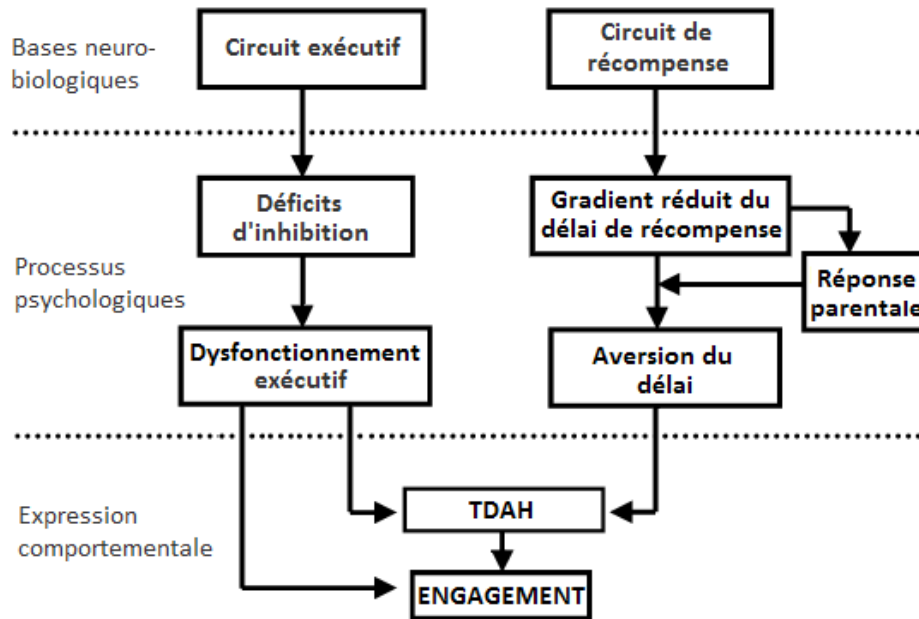 Bases neuro-
biologiques
Circuit exécutif
Circuit de
récompense
Processus
psychologiques
Déficits
d'inhibition
Gradient réduit du
délai de récompense
Réponse
parentale
Dysfonctionnement
exécutif
Aversion du
délai
Expression
comportementale
TDAH
ENGAGEMENT